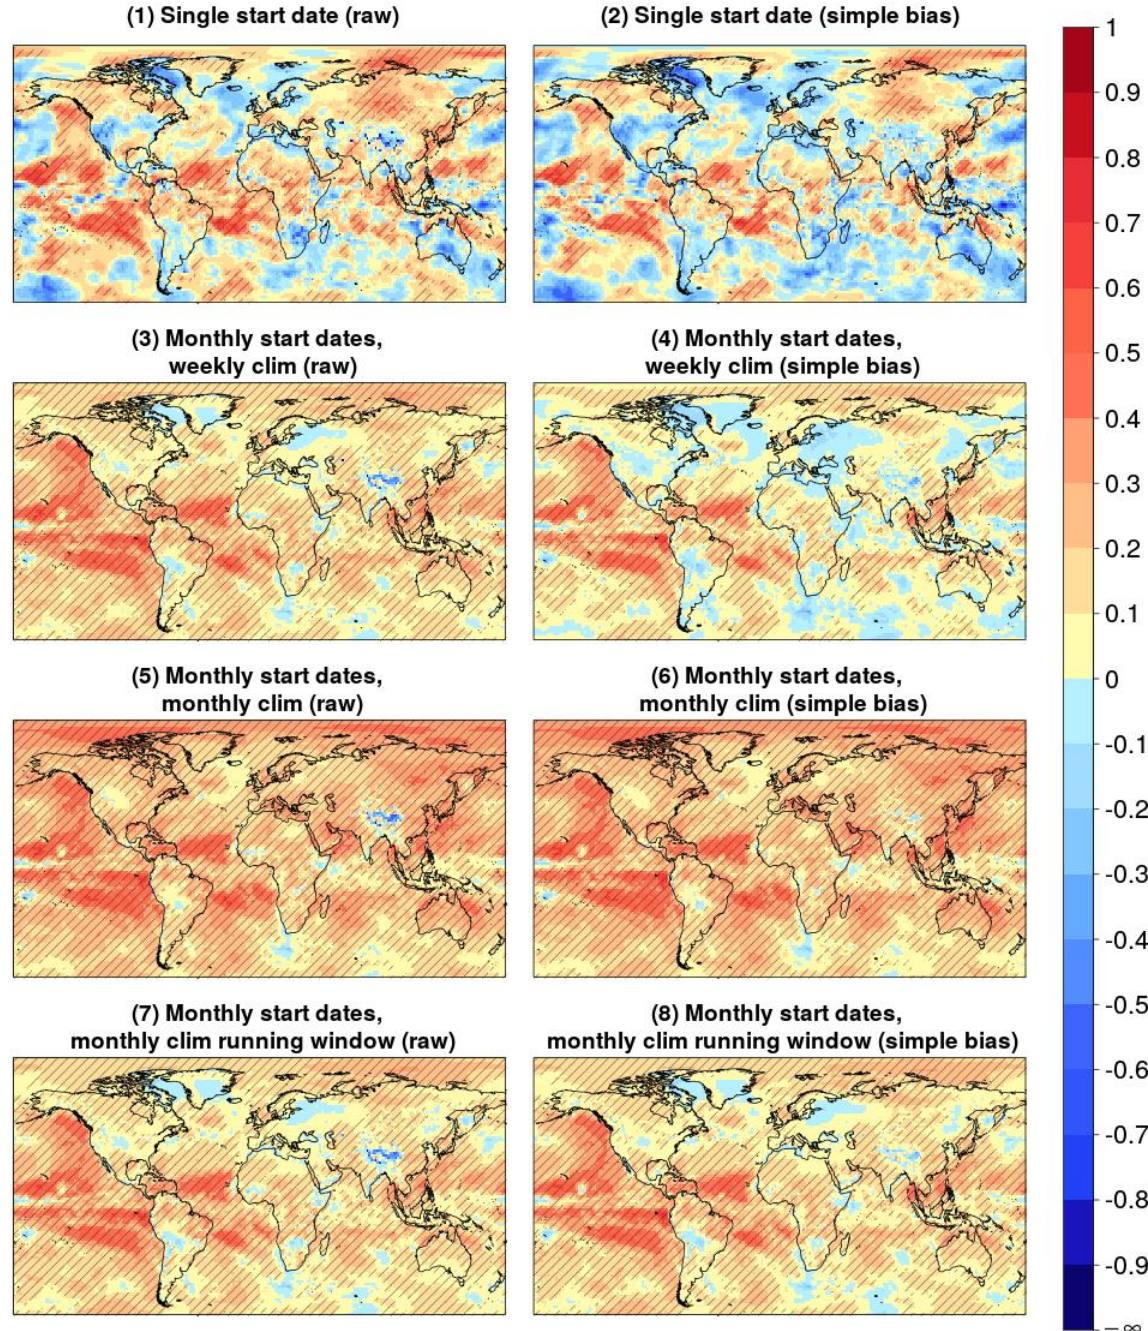 (1) Single start date (raw)
(2) Single start date (simple bias)
(3) Monthly start dates,
weekly clim (raw)
(4) Monthly start dates,
weekly clim (simple bias)
(5) Monthly start dates,
monthly clim (raw)
(6) Monthly start dates,
monthly clim (simple bias)
(7) Monthly start dates,
monthly clim running window (raw)
(8) Monthly start dates,
monthly clim running window (simple bias)
1
0.9
0.8
0.7
0.6
0.5
0.4
0.3
0.2
0.1
0
-0.1
-0.2
-0.3
-0.4
-0.5
-0.6
-0.7
-0.8
-0.9
−∞